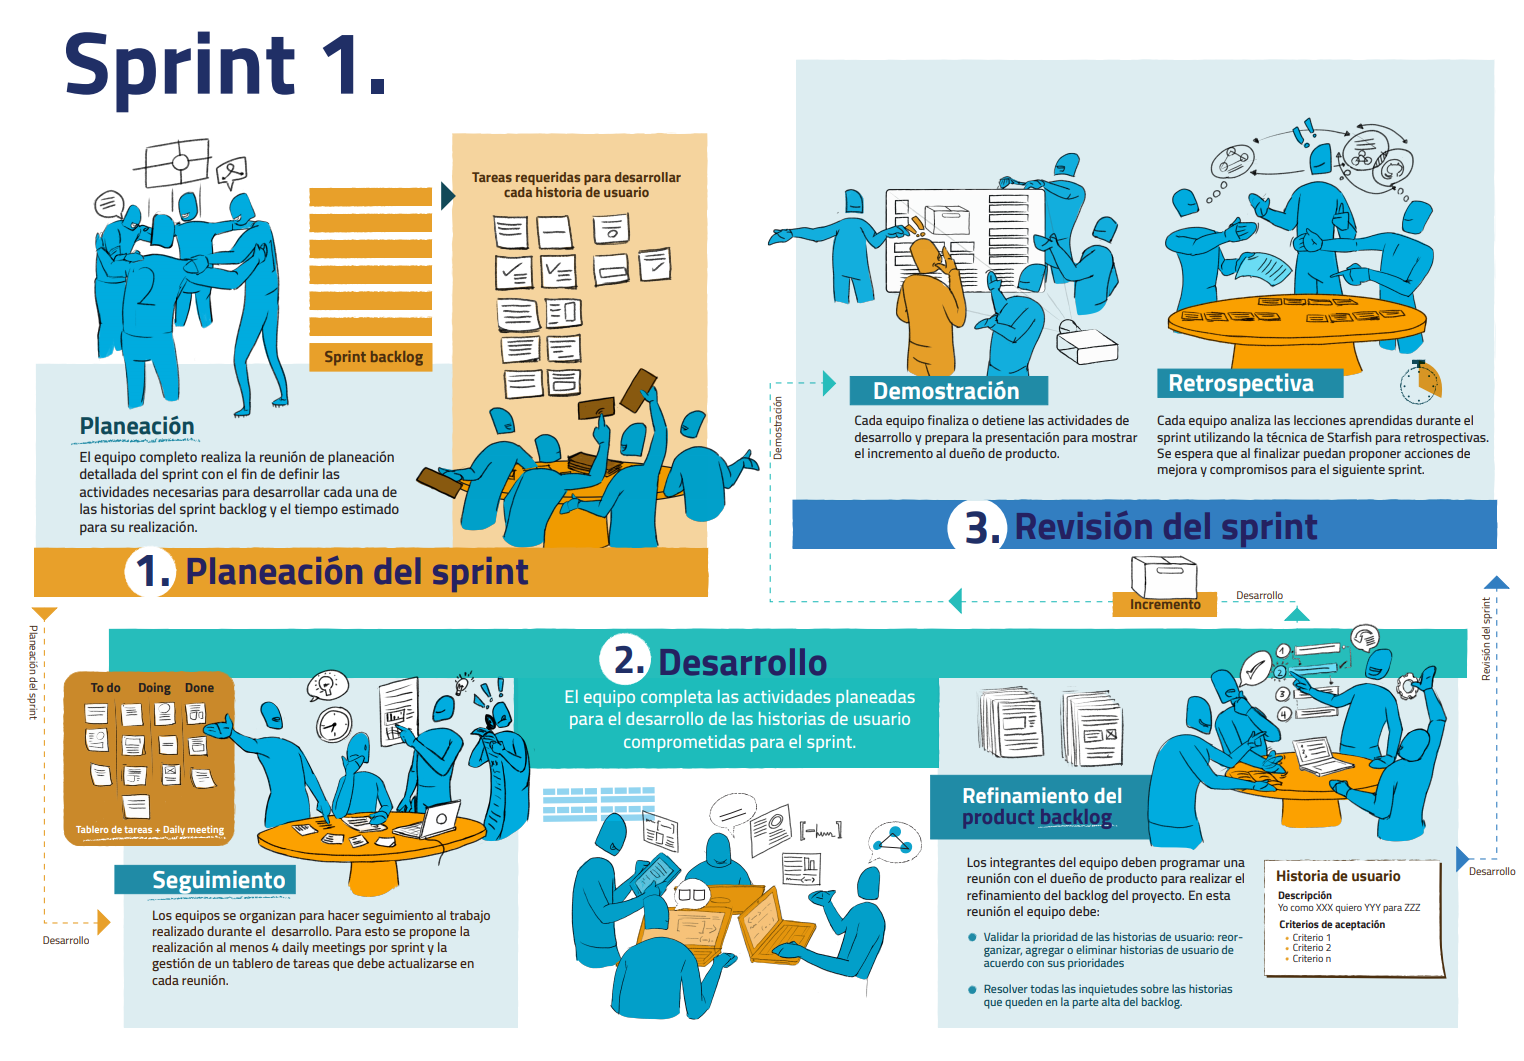 Sprint 1.
Tareas requeridas para desarrollar
cada historia de usuario
Sprint backlog
2
Planeación
El equipo completo realiza la reunión de planeación
detallada del sprint con el fin de definir las
actividades necesarias para desarrollar cada una de
las historias del sprint backlog y el tiempo estimado
para su realización.
1. Planeación del sprint
Demostración
Cada equipo finaliza o detiene las actividades de
desarrollo y prepara la presentación para mostrar
el incremento al dueño de producto.
Retrospectiva
Cada equipo analiza las lecciones aprendidas durante el
sprint utilizando la técnica de Starfish para retrospectivas.
Se espera que al finalizar puedan proponer acciones de
mejora y compromisos para el siguiente sprint.
Demostración
3. Revisión del sprint
Incremento
Desarrollo
Revisión del sprint
Planeación del sprint
2. Desarrollo
El equipo completa las actividades planeadas
para el desarrollo de las historias de usuario
comprometidas para el sprint.
To do Doing Done
Tablero de tareas + Daily meeting
Seguimiento
Los equipos se organizan para hacer seguimiento al trabajo
realizado durante el desarrollo. Para esto se propone la
realización al menos 4 daily meetings por sprint y la
gestión de un tablero de tareas que debe actualizarse en
cada reunión.
Desarrollo
1
2
3
4
Refinamiento del
product backlog
Los integrantes del equipo deben programar una
reunión con el dueño de producto para realizar el
refinamiento del backlog del proyecto. En esta
reunión el equipo debe:
Validar la prioridad de las historias de usuario: reor-
ganizar, agregar o eliminar historias de usuario de
acuerdo con sus prioridades
Resolver todas las inquietudes sobre las historias
que queden en la parte alta del backlog.
Historia de usuario
Descripción
Yo como XXX quiero YYY para ZZZ
Criterios de aceptación
• Criterio 1
• Criterio 2
• Criterio n
Desarrollo